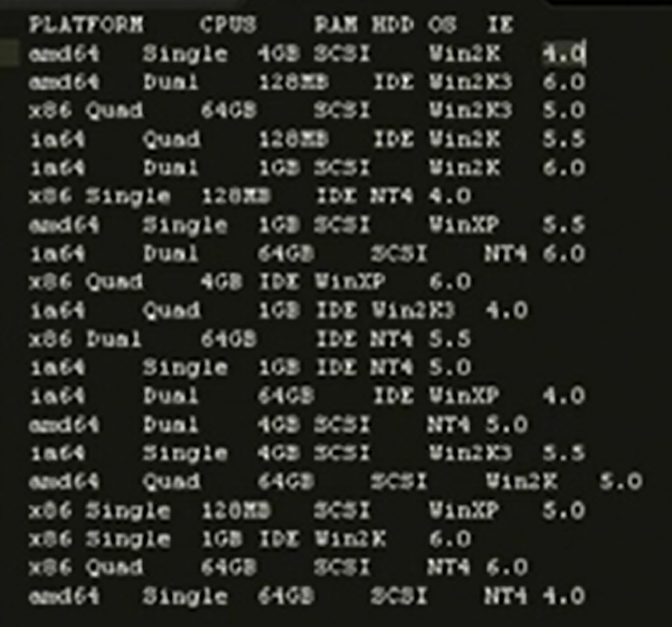 PLATFORM CPUS RAM HDD OS IE
amd64 Single 4GB SCSI Win2K 4.0
amd64 Dual 128MB IDE Win2K3 6.0
x86 Quad 64GB SCSI Win2K3 5.0
ia64 Quad 128MB IDE Win2K 5.5
ia64 Dual 1GB SCSI Win2K 6.0
x86 Single 128MB IDE NT4 4.0
amd64 Single 1GB SCSI WinXP 5.5
ia64 Dual 64GB SCSI NT4 6.0
x86 Quad 4GB IDE WinXP 6.0
ia64 Quad 1GB IDE Win2K3 4.0
x86 Dual 64GB IDE NT4 5.5
ia64 Single 1GB IDE NT4 5.0
ia64 Dual 64GB IDE WinXP 4.0
amd64 Dual 4GB SCSI NT4 5.0
ia64 Single 4GB SCSI Win2K3 5.5
amd64 Quad 64GB SCSI Win2K 5.0
x86 Single 128MB SCSI WinXP 5.0
x86 Single 1GB IDE Win2K 6.0
x86 Quad 64GB SCSI NT4 6.0
amd64 Single 64GB SCSI NT4 4.0